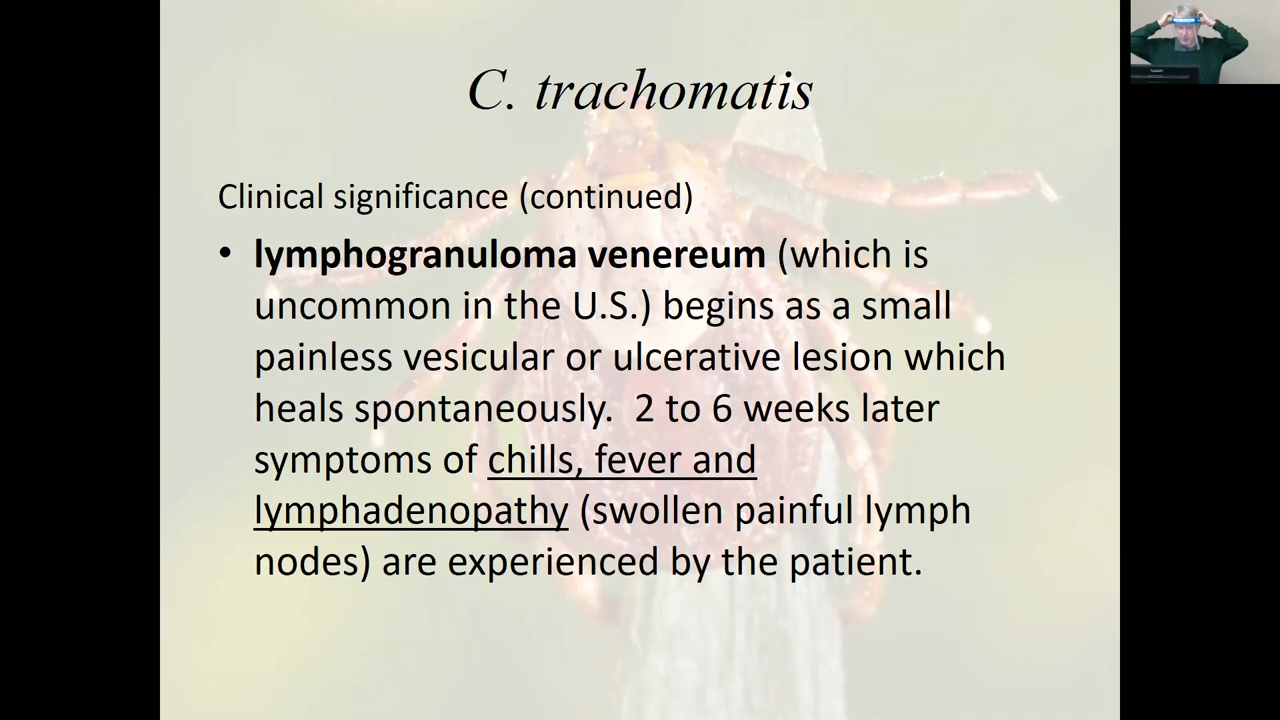 C. trachomatis
Clinical significance (continued)
• lymphogranuloma venereum (which is
uncommon in the U.S.) begins as a small
painless vesicular or ulcerative lesion which
heals spontaneously.  2 to 6 weeks later
symptoms of chills, fever and
lymphadenopathy (swollen painful lymph
nodes) are experienced by the patient.